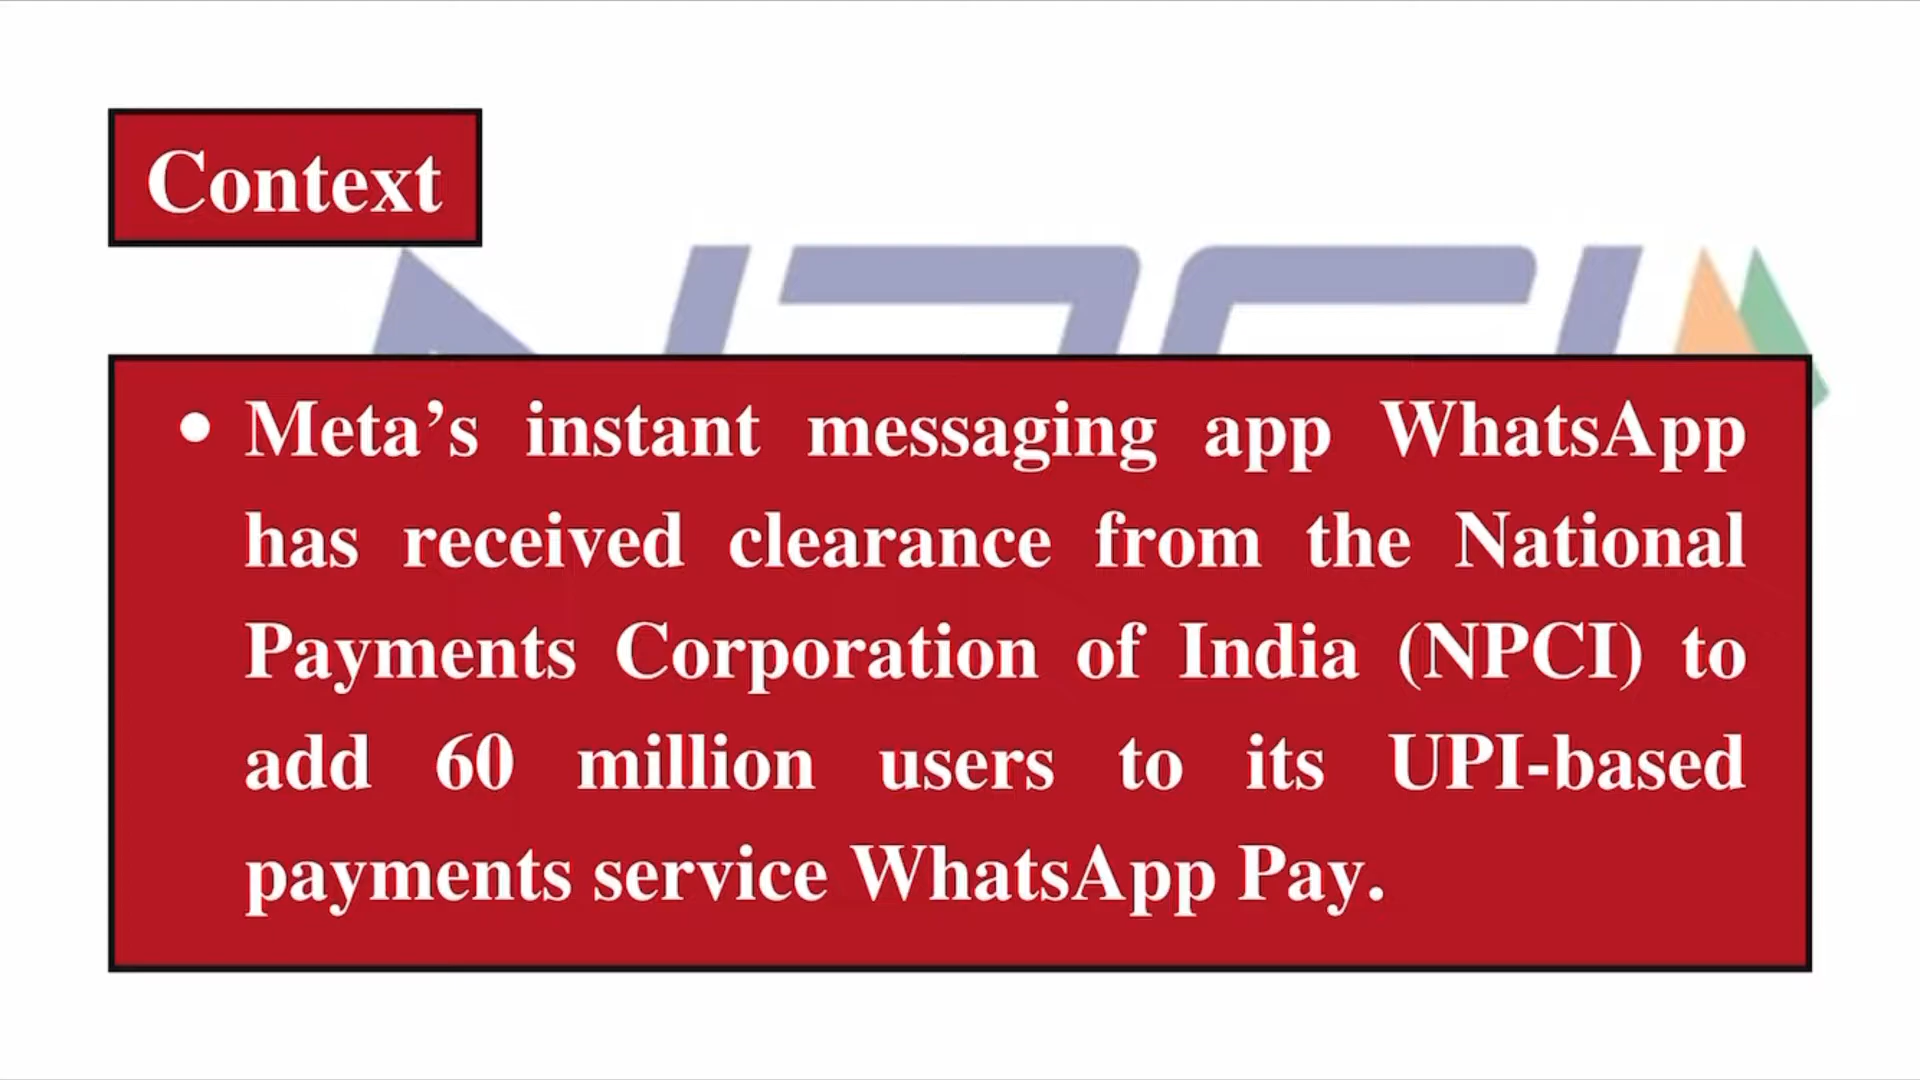 Context
• Meta’s instant messaging app WhatsApp
has received clearance from the National
Payments Corporation of India (NPCI) to
add 60 million users to its UPI-based
payments service WhatsApp Pay.